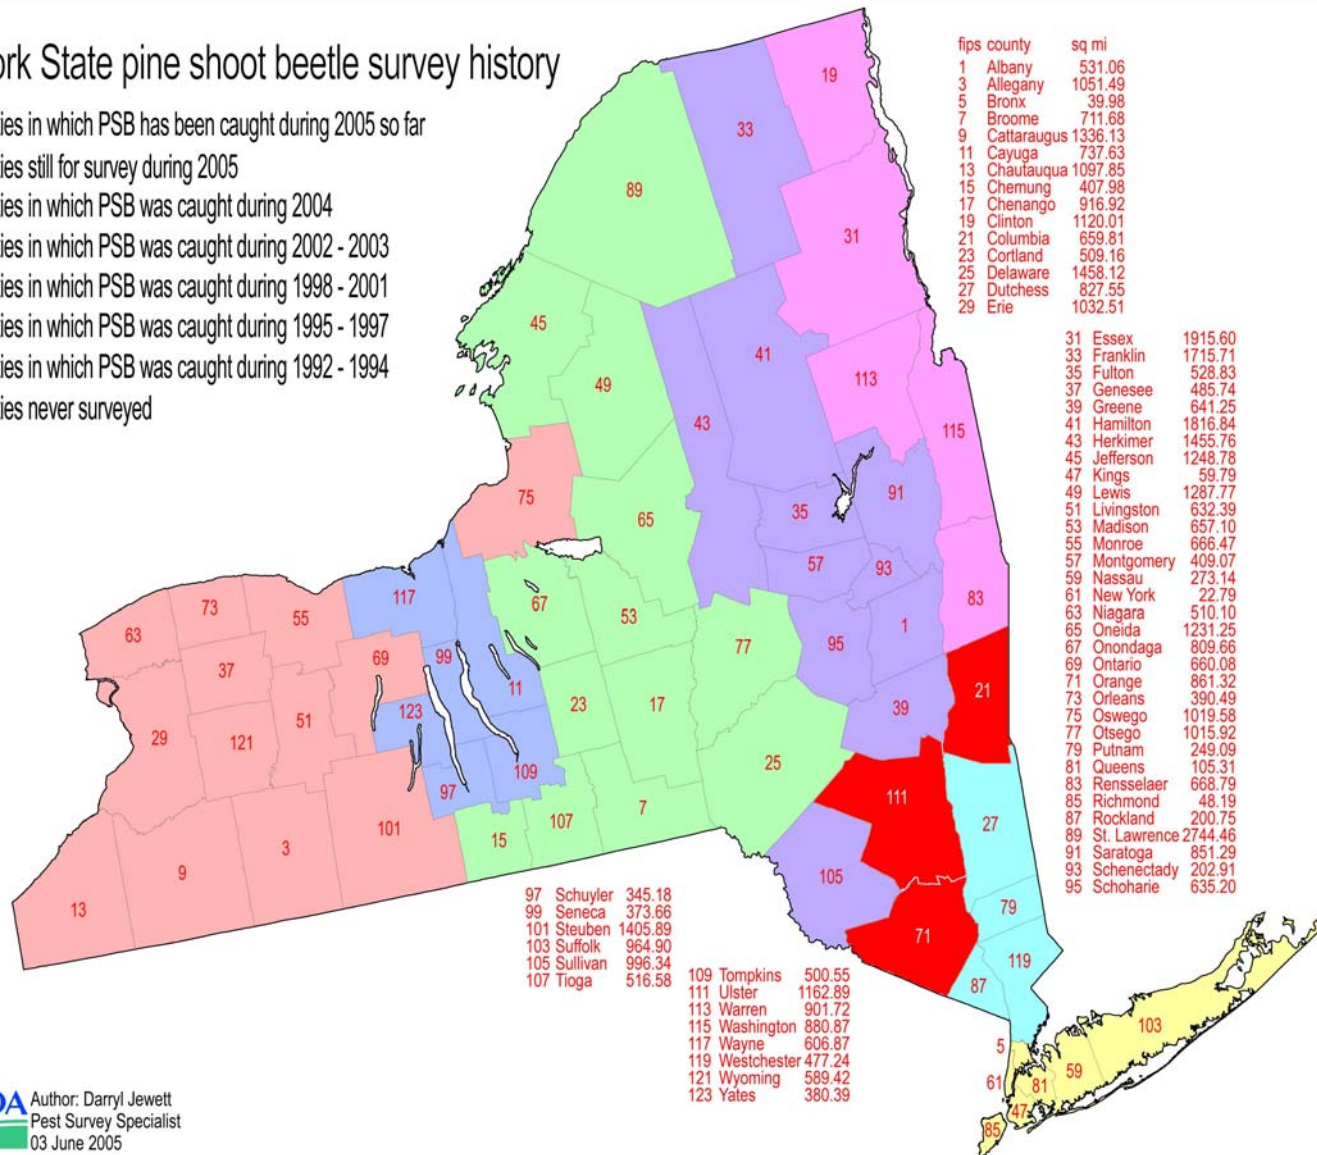 ork State pine shoot beetle survey history
ties in which PSB has been caught during 2005 so far
ties still for survey during 2005
ties in which PSB was caught during 2004
ties in which PSB was caught during 2002 - 2003
ties in which PSB was caught during 1998 - 2001
ties in which PSB was caught during 1995 - 1997
ties in which PSB was caught during 1992 - 1994
ties never surveyed
fips county sq mi
1 Albany 531.06
3 Allegany 1051.49
5 Bronx 39.98
7 Broome 711.68
9 Cattaraugus 1336.13
11 Cayuga 737.63
13 Chautauqua 1097.85
15 Chemung 407.98
17 Chenango 916.92
19 Clinton 1120.01
21 Columbia 659.81
23 Cortland 509.16
25 Delaware 1458.12
27 Dutchess 827.55
29 Erie 1032.51
31 Essex 1915.60
33 Franklin 1715.71
35 Fulton 528.83
37 Genesee 485.74
39 Greene 641.25
41 Hamilton 1816.84
43 Herkimer 1455.76
45 Jefferson 1248.78
47 Kings 59.79
49 Lewis 1287.77
51 Livingston 632.39
53 Madison 657.10
55 Monroe 666.47
57 Montgomery 409.07
59 Nassau 273.14
61 New York 22.79
63 Niagara 510.10
65 Oneida 1231.25
67 Onondaga 809.66
69 Ontario 660.08
71 Orange 861.32
73 Orleans 390.49
75 Oswego 1019.58
77 Otsego 1015.92
79 Putnam 249.09
81 Queens 105.31
83 Rensselaer 668.79
85 Richmond 48.19
87 Rockland 200.75
89 St. Lawrence 2744.46
91 Saratoga 851.29
93 Schenectady 202.91
95 Schoharie 635.20
97 Schuyler 345.18
99 Seneca 373.66
101 Steuben 1405.89
103 Suffolk 964.90
105 Sullivan 996.34
107 Tioga 516.58
109 Tompkins 500.55
111 Ulster 1162.89
113 Warren 901.72
115 Washington 880.87
117 Wayne 606.87
119 Westchester 477.24
121 Wyoming 589.42
123 Yates 380.39
19
33
89
31
45
41
49
113
43
115
75
91
35
65
57
93
117
67
83
73
55
53
63
1
95
77
69
99
37
11
21
123
23
17
39
51
29
121
25
109
97
111
7
107
27
101
15
3
9
105
79
13
71
119
87
103
5
59
61
81
47
85
DA
Author: Darryl Jewett
Pest Survey Specialist
03 June 2005